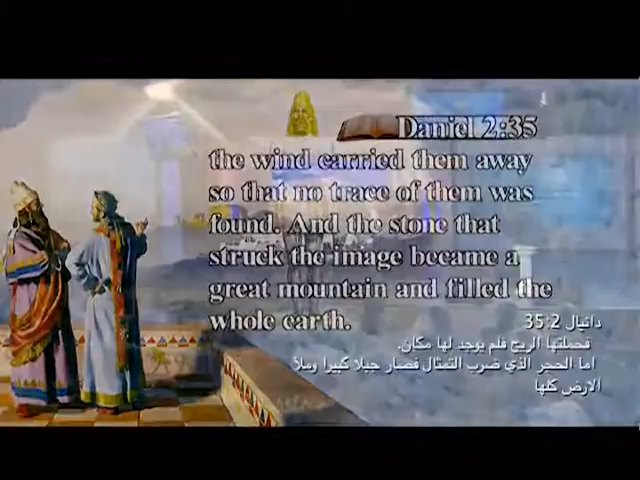 Daniel 2:35
the wind carried them away
so that no trace of them was
found. And the stone that
struck the image became a
great mountain and filled the
whole earth.
دانيال 35:2
فحملتها الريح فلم يوجد لها مكان.
اما الحجر الذي ضرب التمثال فصار جبلا كبيرا وملأ
الارض كلها